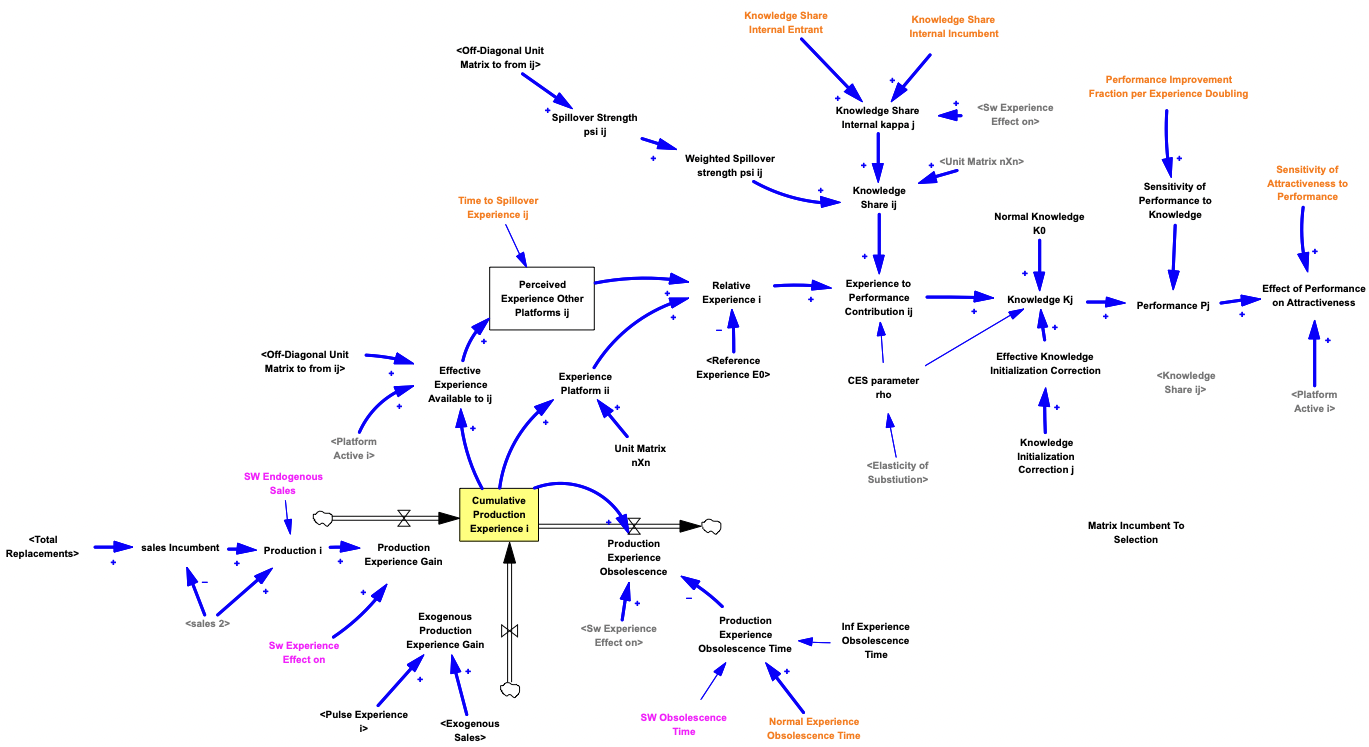 Knowledge Share
Internal Entrant
Knowledge Share
Internal Incumbent
<Off-Diagonal Unit
Matrix to from ij>
Performance Improvement
Fraction per Experience Doubling
Spillover Strength
psi ij
Knowledge Share
Internal kappa j
<Sw Experience
Effect on>
Weighted Spillover
strength psi ij
<Unit Matrix nXn>
Knowledge
Share ij
Sensitivity of
Performance to
Knowledge
Sensitivity of
Attractiveness to
Performance
Time to Spillover
Experience ij
Normal Knowledge
K0
Perceived
Experience Other
Platforms ij
Relative
Experience i
Experience to
Performance
Contribution ij
Knowledge Kj
Performance Pj
Effect of Performance
on Attractiveness
<Off-Diagonal Unit
Matrix to from ij>
Effective
Experience
Available to ij
Experience
Platform ii
<Reference
Experience E0>
CES parameter
rho
Effective Knowledge
Initialization Correction
<Knowledge
Share ij>
<Platform
Active i>
<Platform
Active i>
Unit Matrix
nXn
<Elasticity of
Substiution>
Knowledge
Initialization
Correction j
SW Endogenous
Sales
Cumulative
Production
Experience i
Matrix Incumbent To
Selection
<Total
Replacements>
sales Incumbent
Production i
Production
Experience Gain
Production
Experience
Obsolescence
<sales 2>
Sw Experience
Effect on
Exogenous
Production
Experience Gain
<Sw Experience
Effect on>
Production
Experience
Obsolescence Time
Inf Experience
Obsolescence
Time
<Pulse Experience
i>
<Exogenous
Sales>
SW Obsolescence
Time
Normal Experience
Obsolescence Time